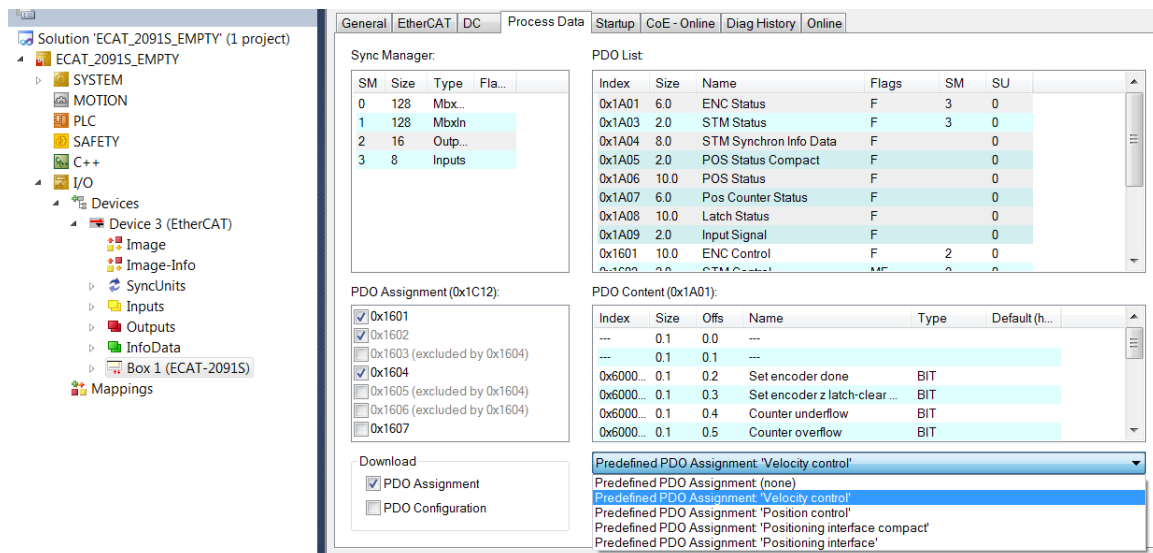 Solution 'ECAT_2091S_EMPTY' (1 project)
ECAT_2091S_EMPTY
SYSTEM
MOTION
PLC
SAFETY
C++
I/O
Devices
Device 3 (EtherCAT)
Image
Image-Info
SyncUnits
Inputs
Outputs
InfoData
Box 1 (ECAT-2091S)
Mappings
General EtherCAT DC Process Data Startup CoE - Online Diag History Online
Sync Manager:
SM Size Type Fla...
0 128 Mbx...
1 128 MbxIn
2 16 Outp...
3 8 Inputs
PDO List:
Index Size Name Flags SM SU
0x1A01 6.0 ENC Status F 3 0
0x1A03 2.0 STM Status F 3 0
0x1A04 8.0 STM Synchron Info Data F 0
0x1A05 2.0 POS Status Compact F 0
0x1A06 10.0 POS Status F 0
0x1A07 6.0 Pos Counter Status F 0
0x1A08 10.0 Latch Status F 0
0x1A09 2.0 Input Signal F 0
0x1601 10.0 ENC Control F 2 0
0x1602 2.0 STM Control MF 2 0
PDO Assignment (0x1C12):
0x1601
0x1602
0x1603 (excluded by 0x1604)
0x1604
0x1605 (excluded by 0x1604)
0x1606 (excluded by 0x1604)
0x1607
PDO Content (0x1A01):
Index Size Offs Name Type Default (h...
--- 0.1 0.0 ---
--- 0.1 0.1 ---
0x6000... 0.1 0.2 Set encoder done BIT
0x6000... 0.1 0.3 Set encoder z latch-clear ... BIT
0x6000... 0.1 0.4 Counter underflow BIT
0x6000... 0.1 0.5 Counter overflow BIT
Download
PDO Assignment
PDO Configuration
Predefined PDO Assignment: 'Velocity control'
Predefined PDO Assignment: (none)
Predefined PDO Assignment: 'Velocity control'
Predefined PDO Assignment: 'Position control'
Predefined PDO Assignment: 'Positioning interface compact'
Predefined PDO Assignment: 'Positioning interface'